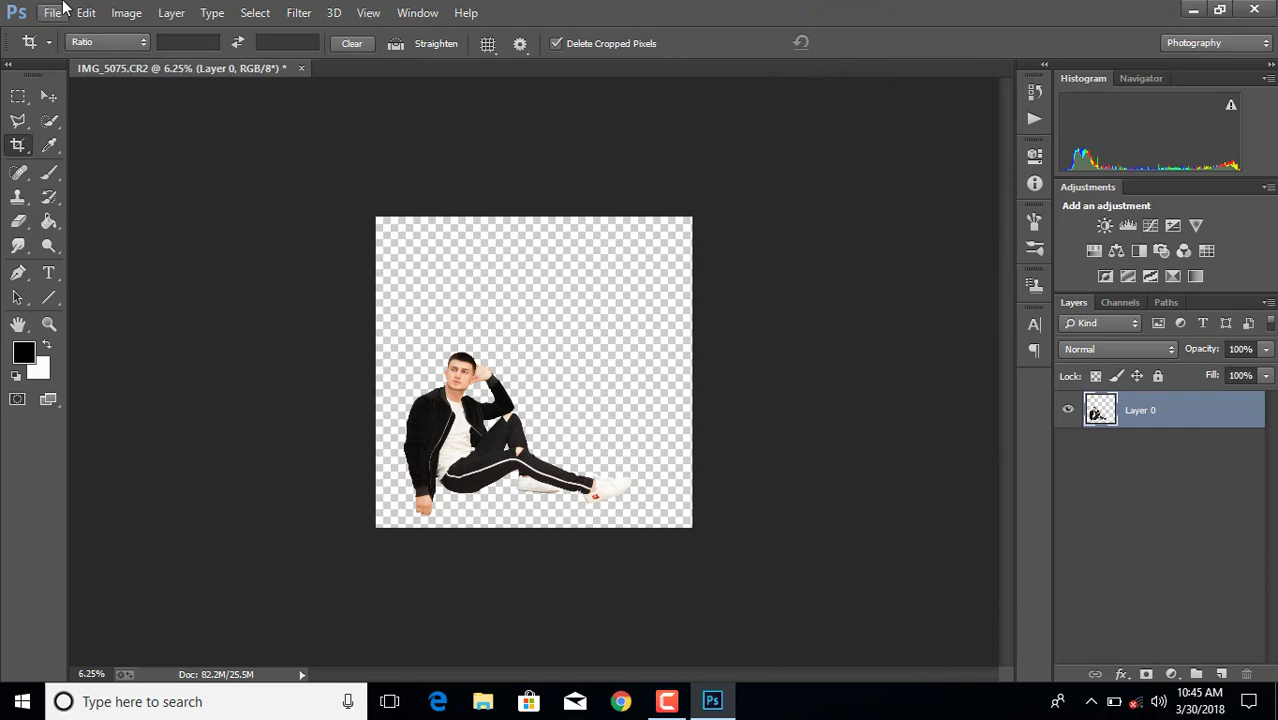 Ps File Edit Image Layer Type Select Filter 3D View Window Help
Ratio Clear Straighten Delete Cropped Pixels Photography
IMG_5075.CR2 @ 6.25% (Layer 0, RGB/8*) * ×
Histogram Navigator
Adjustments
Add an adjustment
Layers Channels Paths
Kind
Normal Opacity: 100%
Lock: Fill: 100%
Layer 0
6.25% Doc: 82.2M/25.5M
Type here to search
10:45 AM
3/30/2018